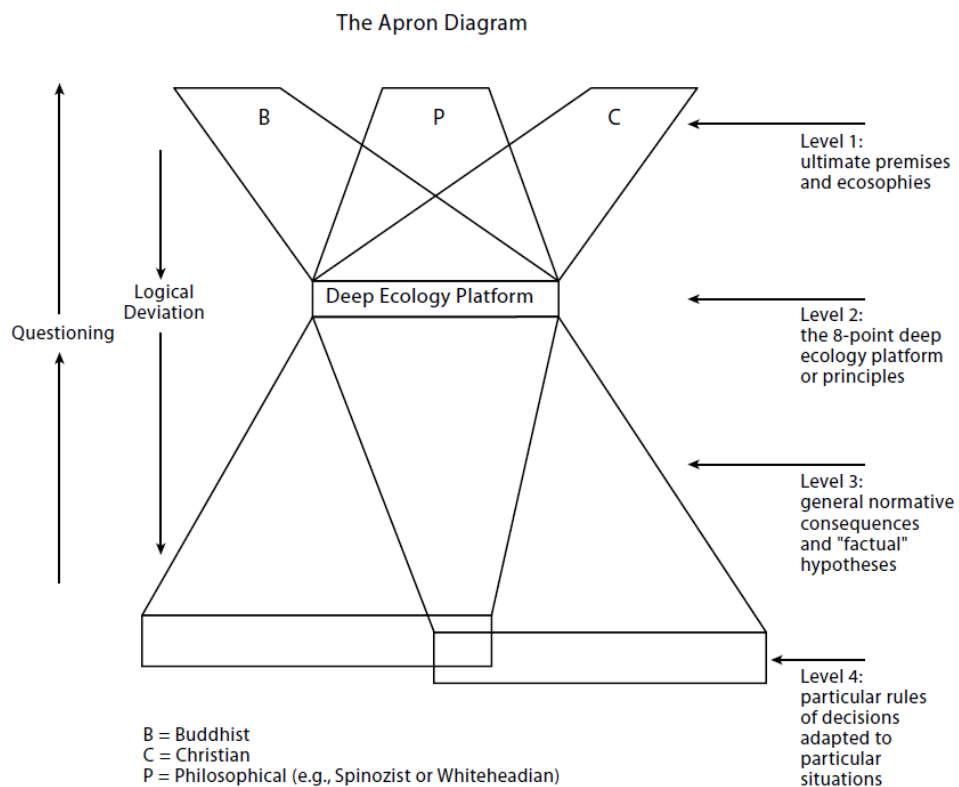 The Apron Diagram
B
P
C
Level 1:
ultimate premises
and ecosophies
Logical
Deviation
Questioning
Deep Ecology Platform
Level 2:
the 8-point deep
ecology platform
or principles
Level 3:
general normative
consequences
and "factual"
hypotheses
Level 4:
particular rules
of decisions
adapted to
particular
situations
B = Buddhist
C = Christian
P = Philosophical (e.g., Spinozist or Whiteheadian)